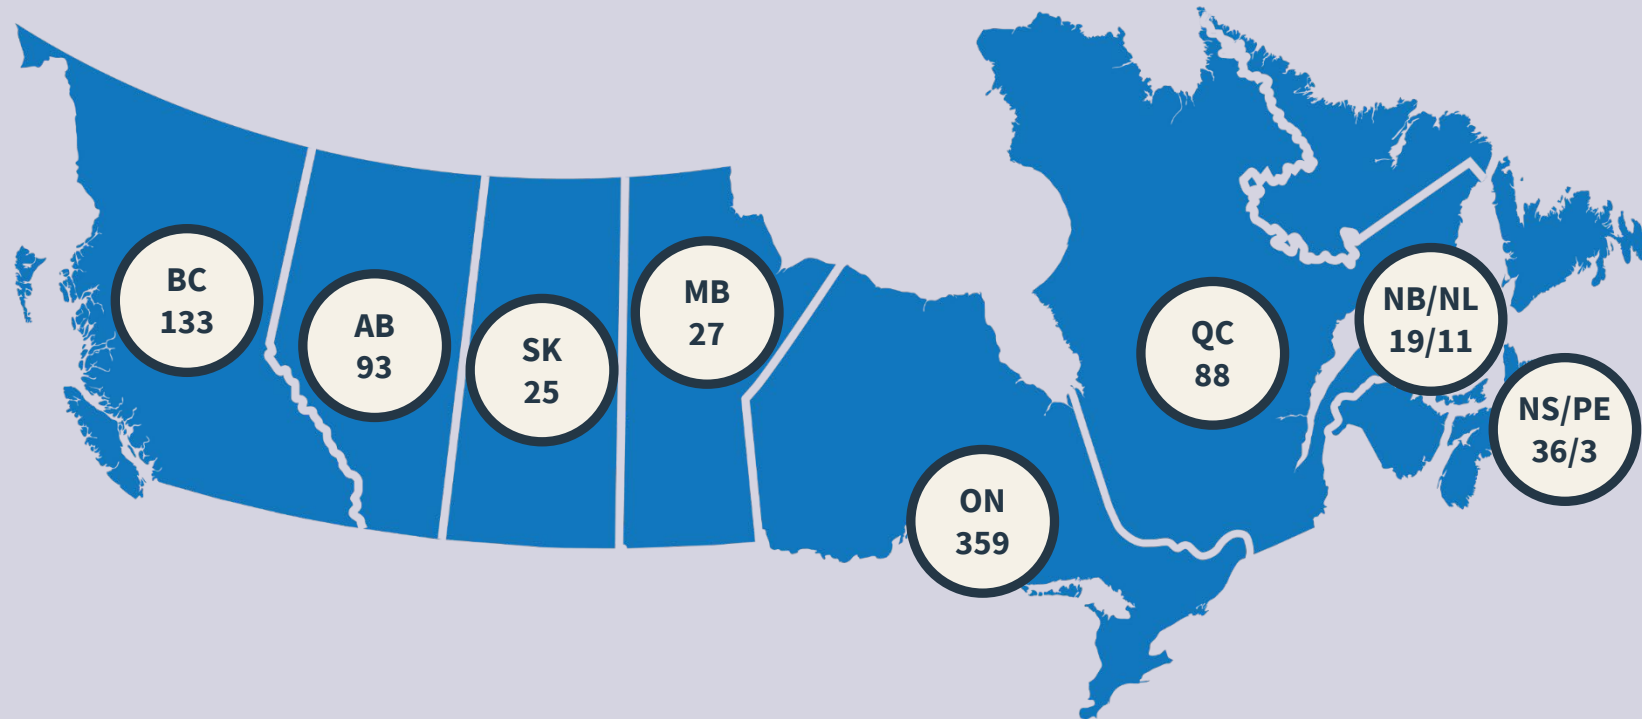 BC
133
AB
93
SK
25
MB
27
ON
359
QC
88
NB/NL
19/11
NS/PE
36/3